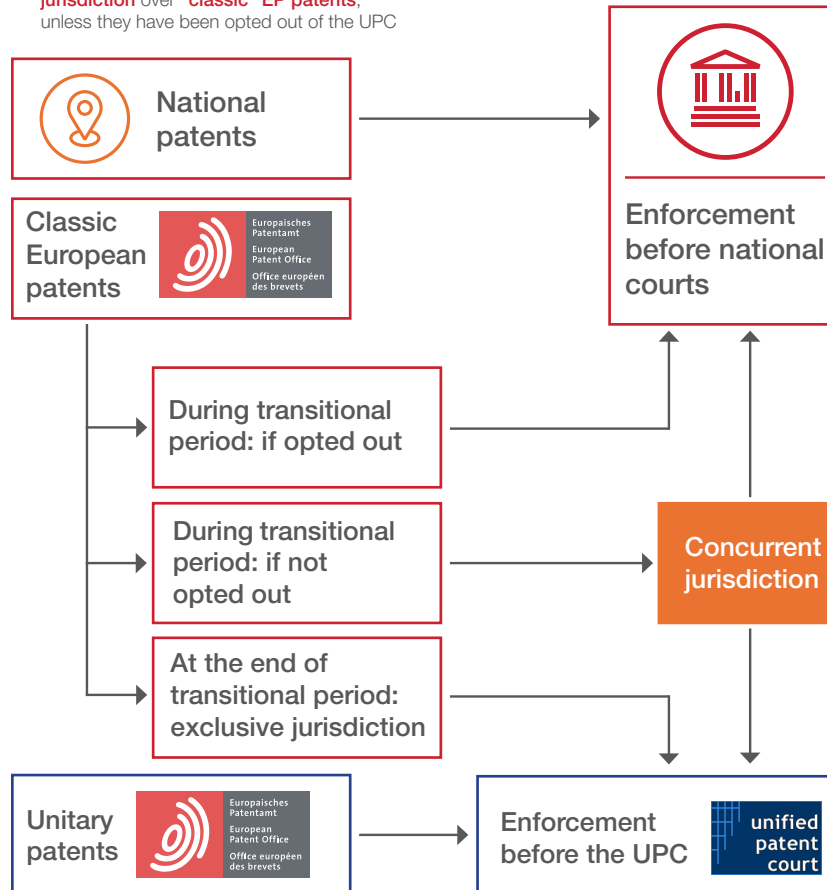 jurisdiction over "classic" EP patents,
unless they have been opted out of the UPC
National
patents
Classic
European
patents
Europäisches
Patentamt
European
Patent Office
Office européen
des brevets
Enforcement
before national
courts
During transitional
period: if opted out
During transitional
period: if not
opted out
Concurrent
jurisdiction
At the end of
transitional period:
exclusive jurisdiction
Unitary
patents
Europäisches
Patentamt
European
Patent Office
Office européen
des brevets
Enforcement
before the UPC
unified
patent
court